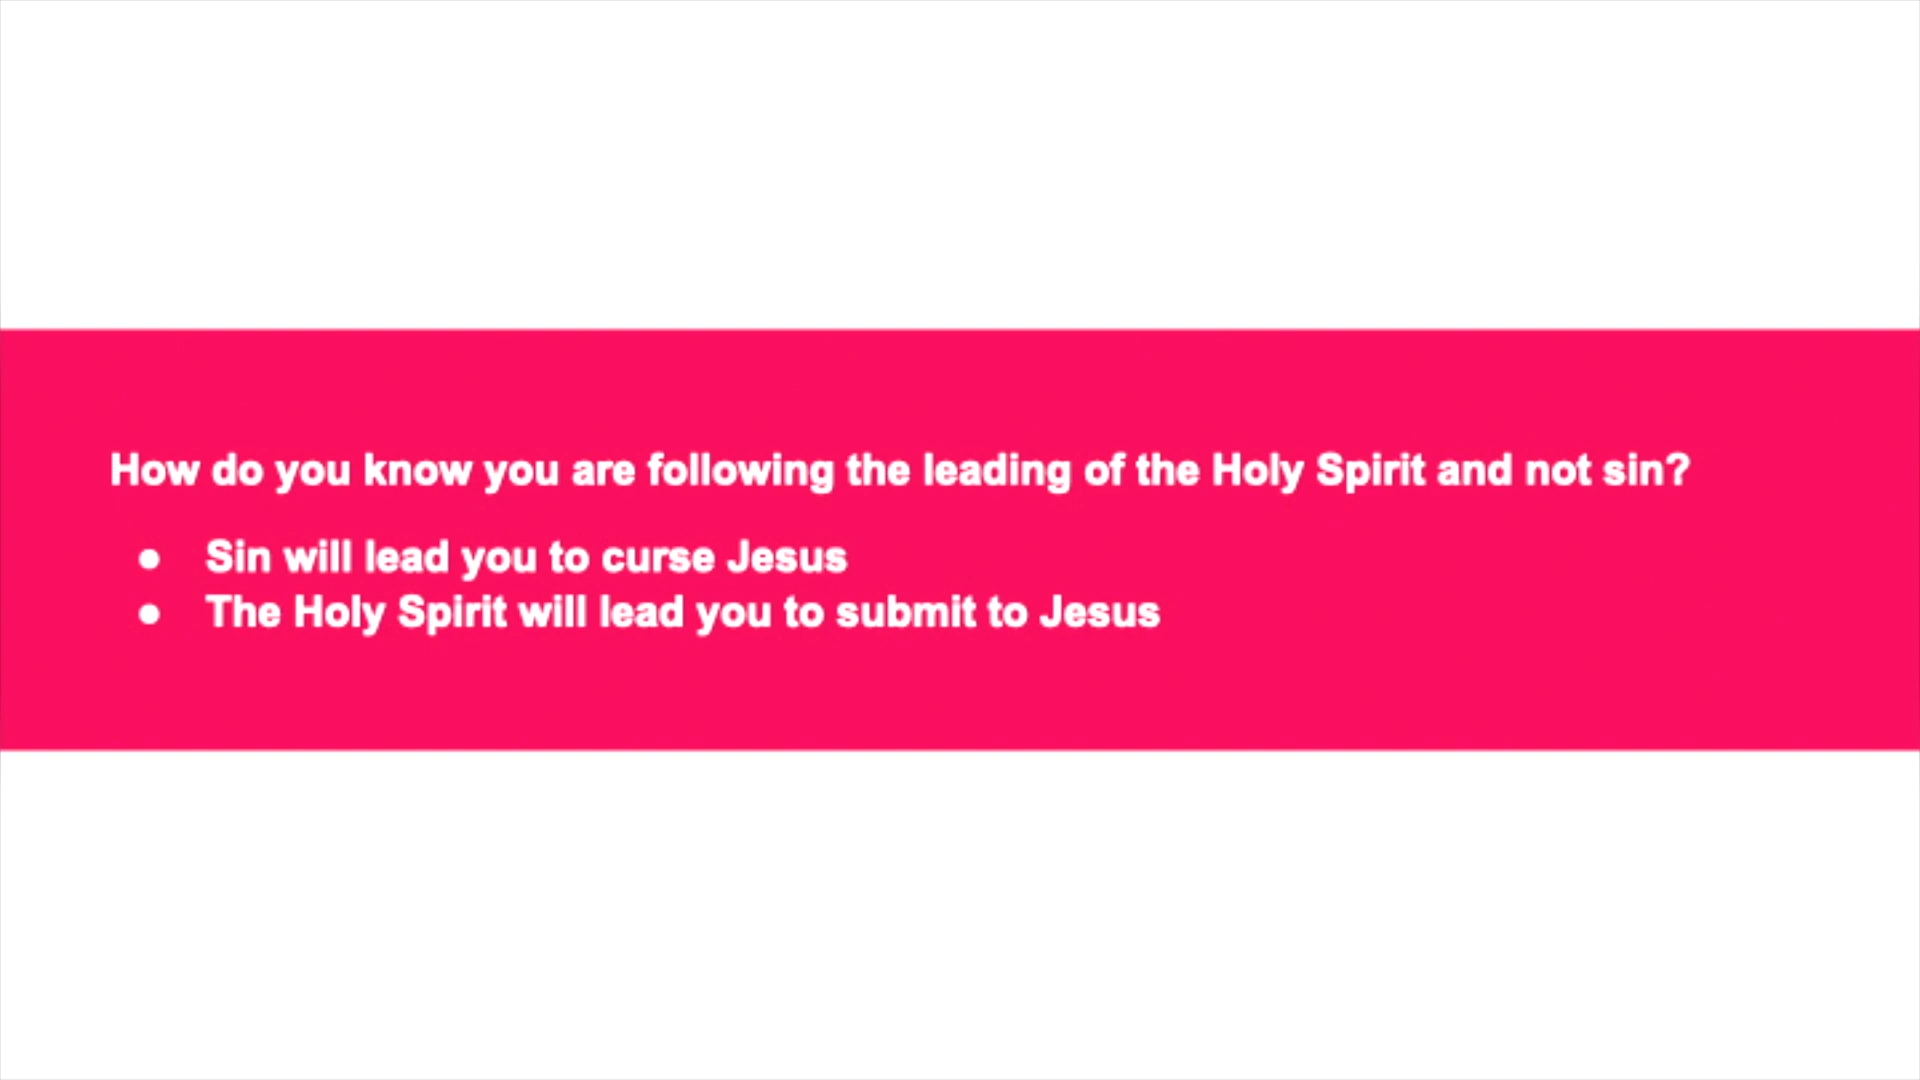 How do you know you are following the leading of the Holy Spirit and not sin?
● Sin will lead you to curse Jesus
● The Holy Spirit will lead you to submit to Jesus